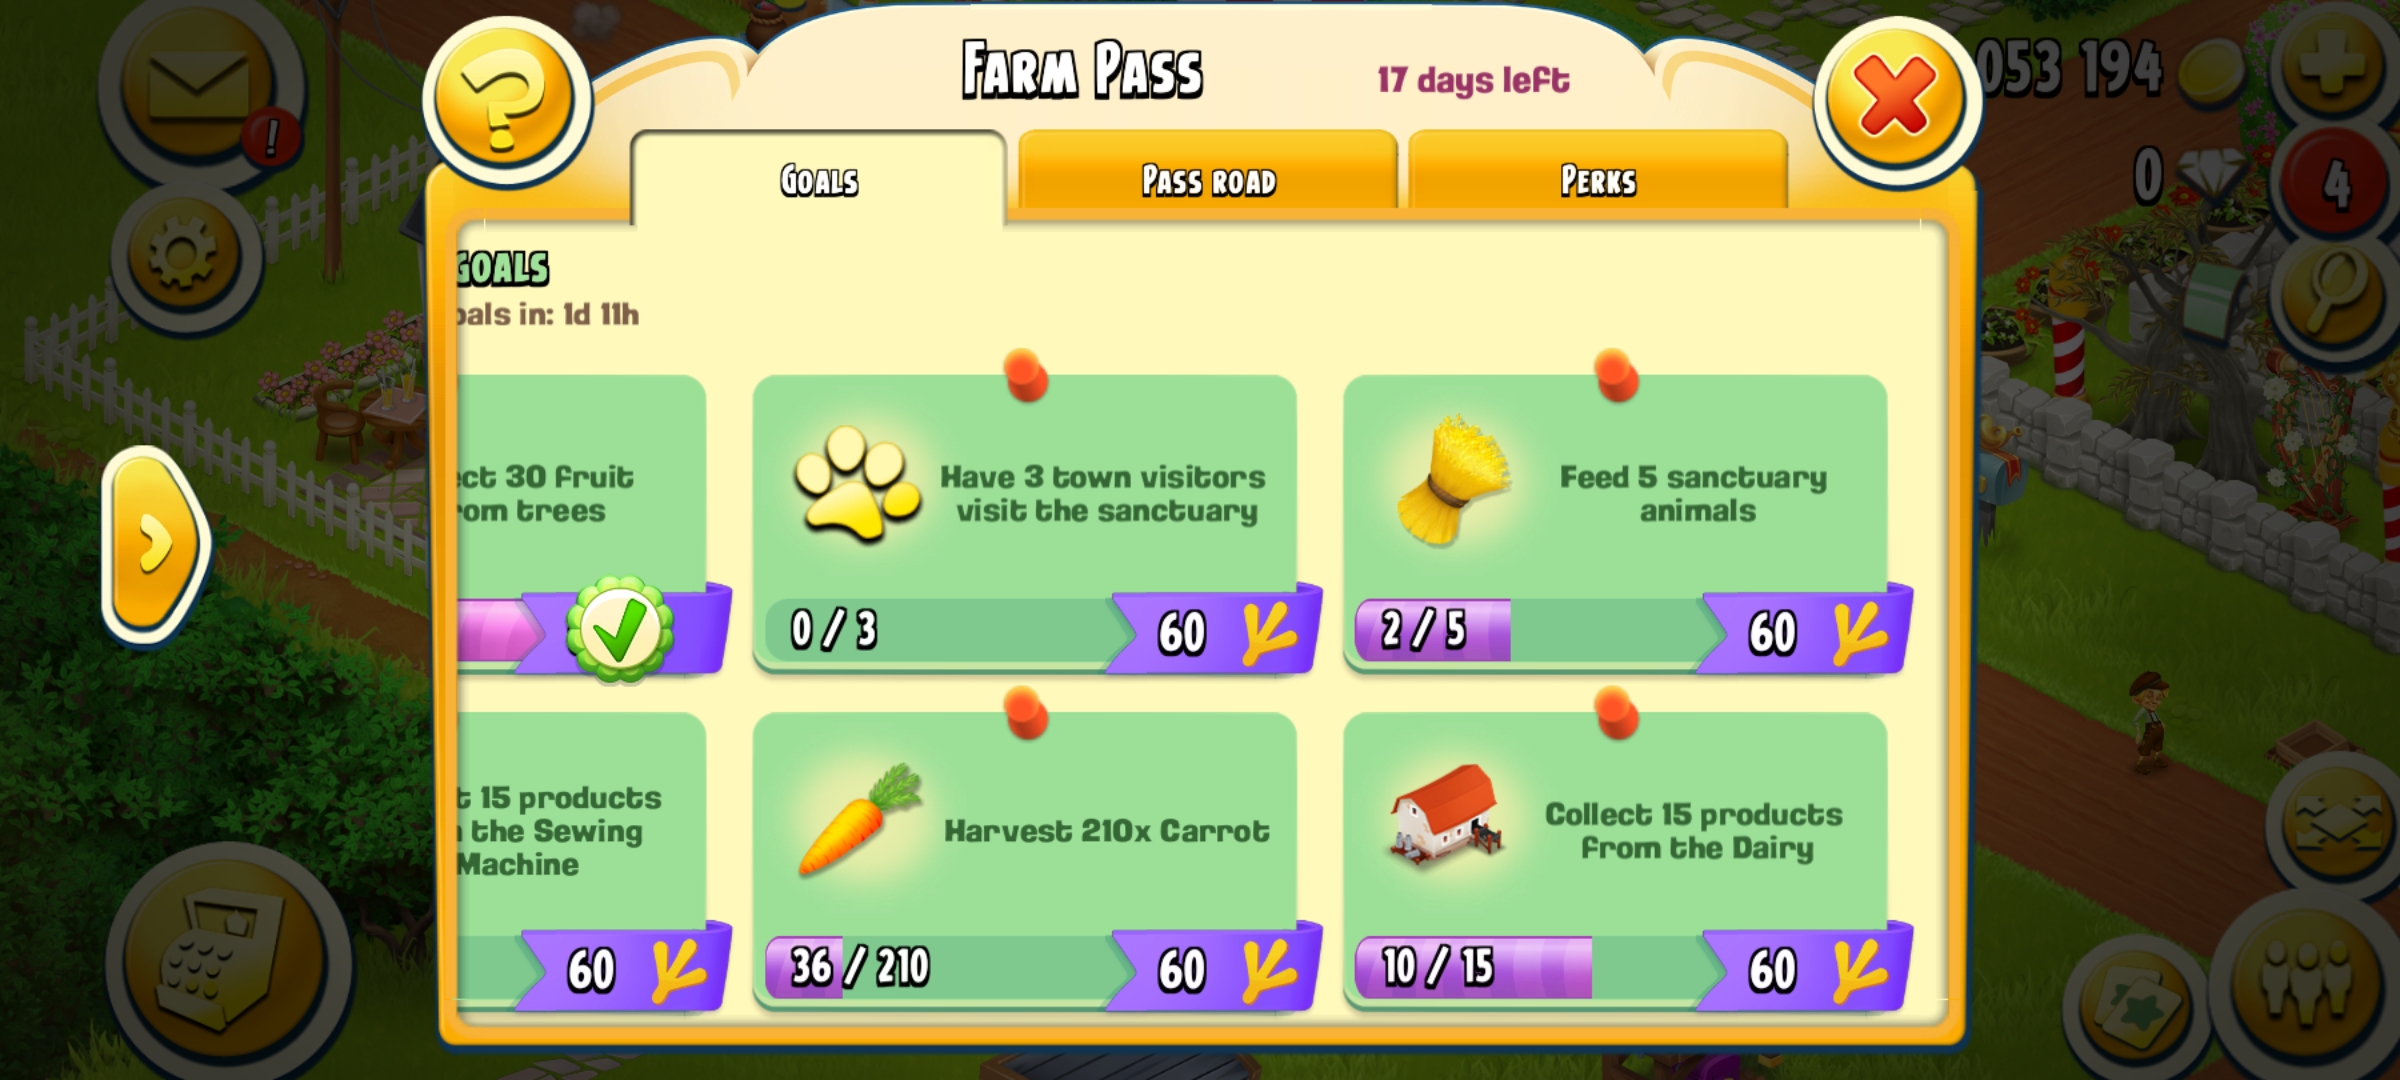 FARM PASS
17 days left
053 194
0
4
!
GOALS
PASS ROAD
PERKS
GOALS
oals in: 1d 11h
ect 30 fruit
rom trees
Have 3 town visitors
visit the sanctuary
0 / 3
60
Feed 5 sanctuary
animals
2 / 5
60
t 15 products
the Sewing
Machine
60
Harvest 210x Carrot
36 / 210
60
Collect 15 products
from the Dairy
10 / 15
60